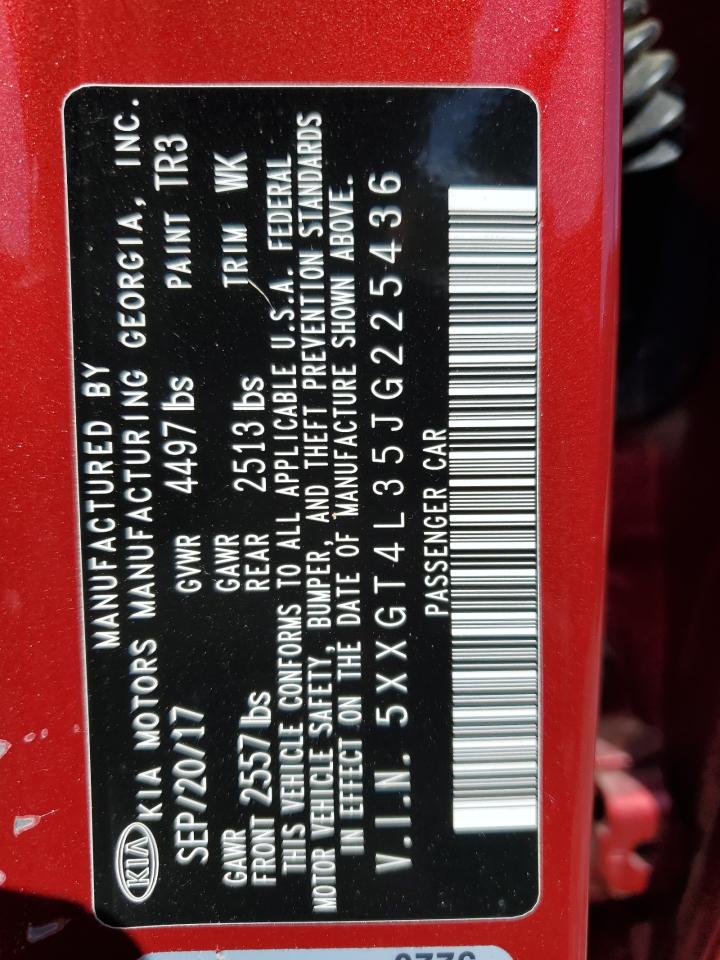 MANUFACTURED BY
KIA KIA MOTORS MANUFACTURING GEORGIA, INC.
SEP/20/17 GVWR 4497 lbs PAINT TR3
GAWR FRONT 2557 lbs GAWR REAR 2513 lbs TRIM WK
THIS VEHICLE CONFORMS TO ALL APPLICABLE U.S.A. FEDERAL
MOTOR VEHICLE SAFETY, BUMPER, AND THEFT PREVENTION STANDARDS
IN EFFECT ON THE DATE OF MANUFACTURE SHOWN ABOVE.
V.I.N. 5XXGT4L35JG225436
PASSENGER CAR